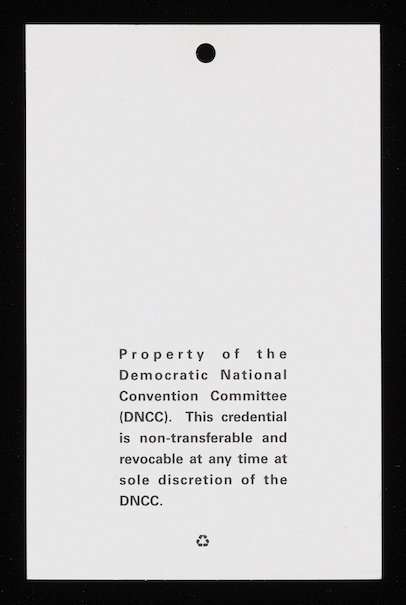 Property of the
Democratic National
Convention Committee
(DNCC). This credential
is non-transferable and
revocable at any time at
sole discretion of the
DNCC.